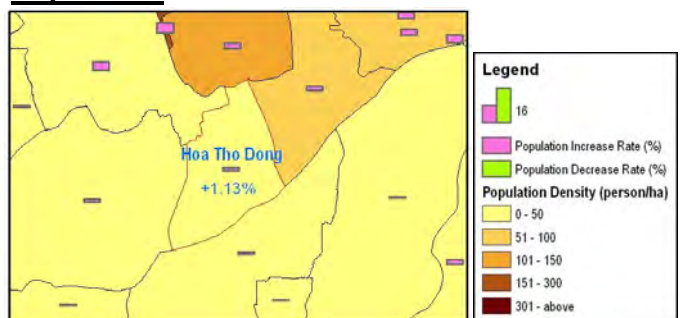 Hoa Tho Dong
+1.13%
Legend
16
Population Increase Rate (%)
Population Decrease Rate (%)
Population Density (person/ha)
0 - 50
51 - 100
101 - 150
151 - 300
301 - above